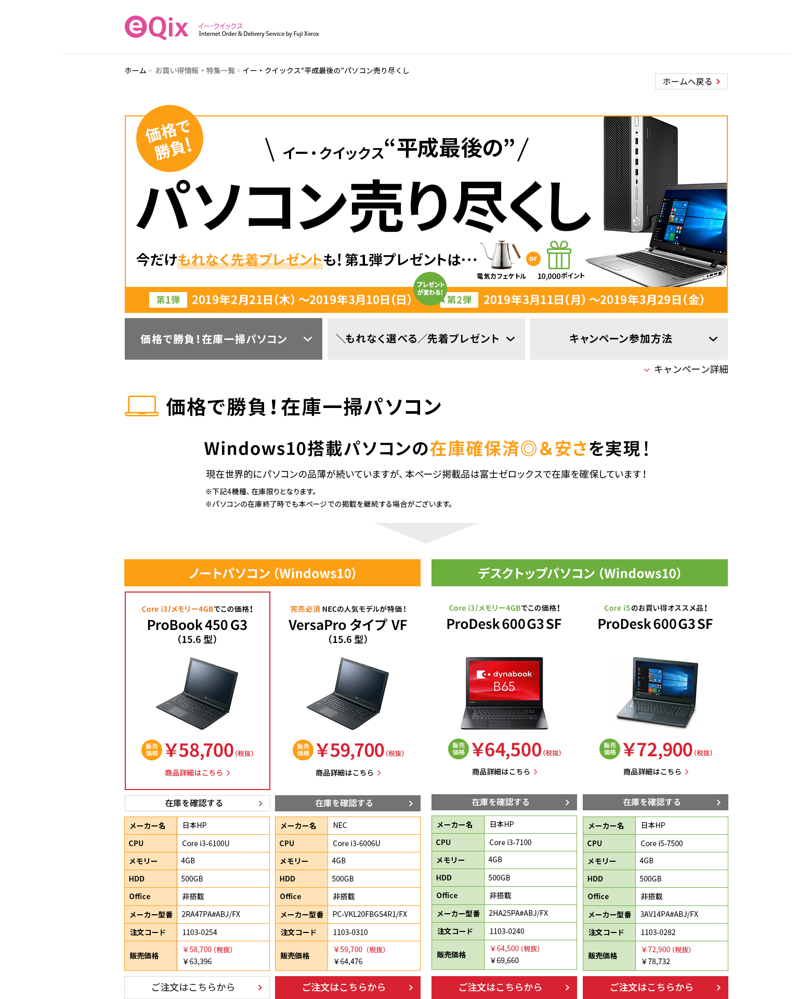 eQix イー・クイックス
Internet Order & Delivery Service by Fuji Xerox
ホーム > お買い得情報・特集一覧 > イー・クイックス“平成最後の”パソコン売り尽くし
ホームへ戻る
価格で
勝負！
イー・クイックス“平成最後の”
パソコン売り尽くし
今だけもれなく先着プレゼントも！第1弾プレゼントは…
or
電気カフェケトル
10,000ポイント
プレゼント
が変わる！
第1弾 2019年2月21日（木）～2019年3月10日（日）
第2弾 2019年3月11日（月）～2019年3月29日（金）
価格で勝負！在庫一掃パソコン
＼もれなく選べる／先着プレゼント
キャンペーン参加方法
キャンペーン詳細
価格で勝負！在庫一掃パソコン
Windows10搭載パソコンの在庫確保済◎＆安さを実現！
現在世界的にパソコンの品薄が続いていますが、本ページ掲載品は富士ゼロックスで在庫を確保しています！
※下記4機種、在庫限りとなります。
※パソコンの在庫終了時でも本ページでの掲載を継続する場合がございます。
ノートパソコン（Windows10）
Core i3/メモリー4GBでこの価格！
ProBook 450 G3
（15.6 型）
販売
価格
￥58,700（税抜）
商品詳細はこちら
在庫を確認する
メーカー名 日本HP
CPU Core i3-6100U
メモリー 4GB
HDD 500GB
Office 非搭載
メーカー型番 2RA47PA#ABJ/FX
注文コード 1103-0254
販売価格 ￥58,700（税抜）
￥63,396
ご注文はこちらから
完売必須 NECの人気モデルが特価！
VersaPro タイプ VF
（15.6 型）
販売
価格
￥59,700（税抜）
商品詳細はこちら
在庫を確認する
メーカー名 NEC
CPU Core i3-6006U
メモリー 4GB
HDD 500GB
Office 非搭載
メーカー型番 PC-VKL20FBGS4R1/FX
注文コード 1103-0310
販売価格 ￥59,700（税抜）
￥64,476
ご注文はこちらから
デスクトップパソコン（Windows10）
Core i3/メモリー4GBでこの価格！
ProDesk 600 G3 SF
dynabook
B65
販売
価格
￥64,500（税抜）
商品詳細はこちら
在庫を確認する
メーカー名 日本HP
CPU Core i3-7100
メモリー 4GB
HDD 500GB
Office 非搭載
メーカー型番 2HA25PA#ABJ/FX
注文コード 1103-0240
販売価格 ￥64,500（税抜）
￥69,660
ご注文はこちらから
Core i5のお買い得オススメ品！
ProDesk 600 G3 SF
販売
価格
￥72,900（税抜）
商品詳細はこちら
在庫を確認する
メーカー名 日本HP
CPU Core i5-7500
メモリー 4GB
HDD 500GB
Office 非搭載
メーカー型番 3AV14PA#ABJ/FX
注文コード 1103-0282
販売価格 ￥72,900（税抜）
￥78,732
ご注文はこちらから